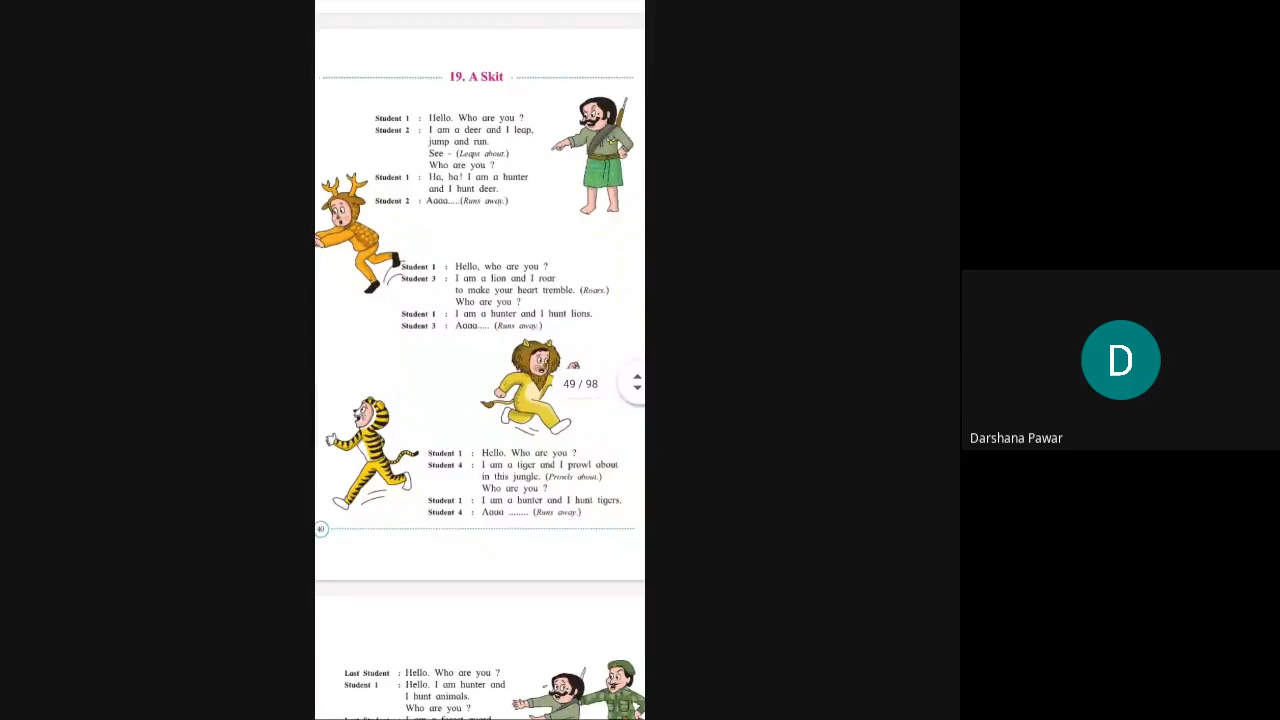 19. A Skit
Student 1 : Hello. Who are you ?
Student 2 : I am a deer and I leap,
jump and run.
See - (Leaps about.)
Who are you ?
Student 1 : Ha, ha! I am a hunter
and I hunt deer.
Student 2 : Aaaa.....(Runs away.)
Student 1 : Hello, who are you ?
Student 3 : I am a lion and I roar
to make your heart tremble. (Roars.)
Who are you ?
Student 1 : I am a hunter and I hunt lions.
Student 3 : Aaaa..... (Runs away.)
49 / 98
Student 1 : Hello. Who are you ?
Student 4 : I am a tiger and I prowl about
in this jungle. (Prowls about.)
Who are you ?
Student 1 : I am a hunter and I hunt tigers.
Student 4 : Aaaa ........ (Runs away.)
40
Last Student : Hello. Who are you ?
Student 1 : Hello. I am hunter and
I hunt animals.
Who are you ?
Last Student : I am a forest guard
D
Darshana Pawar